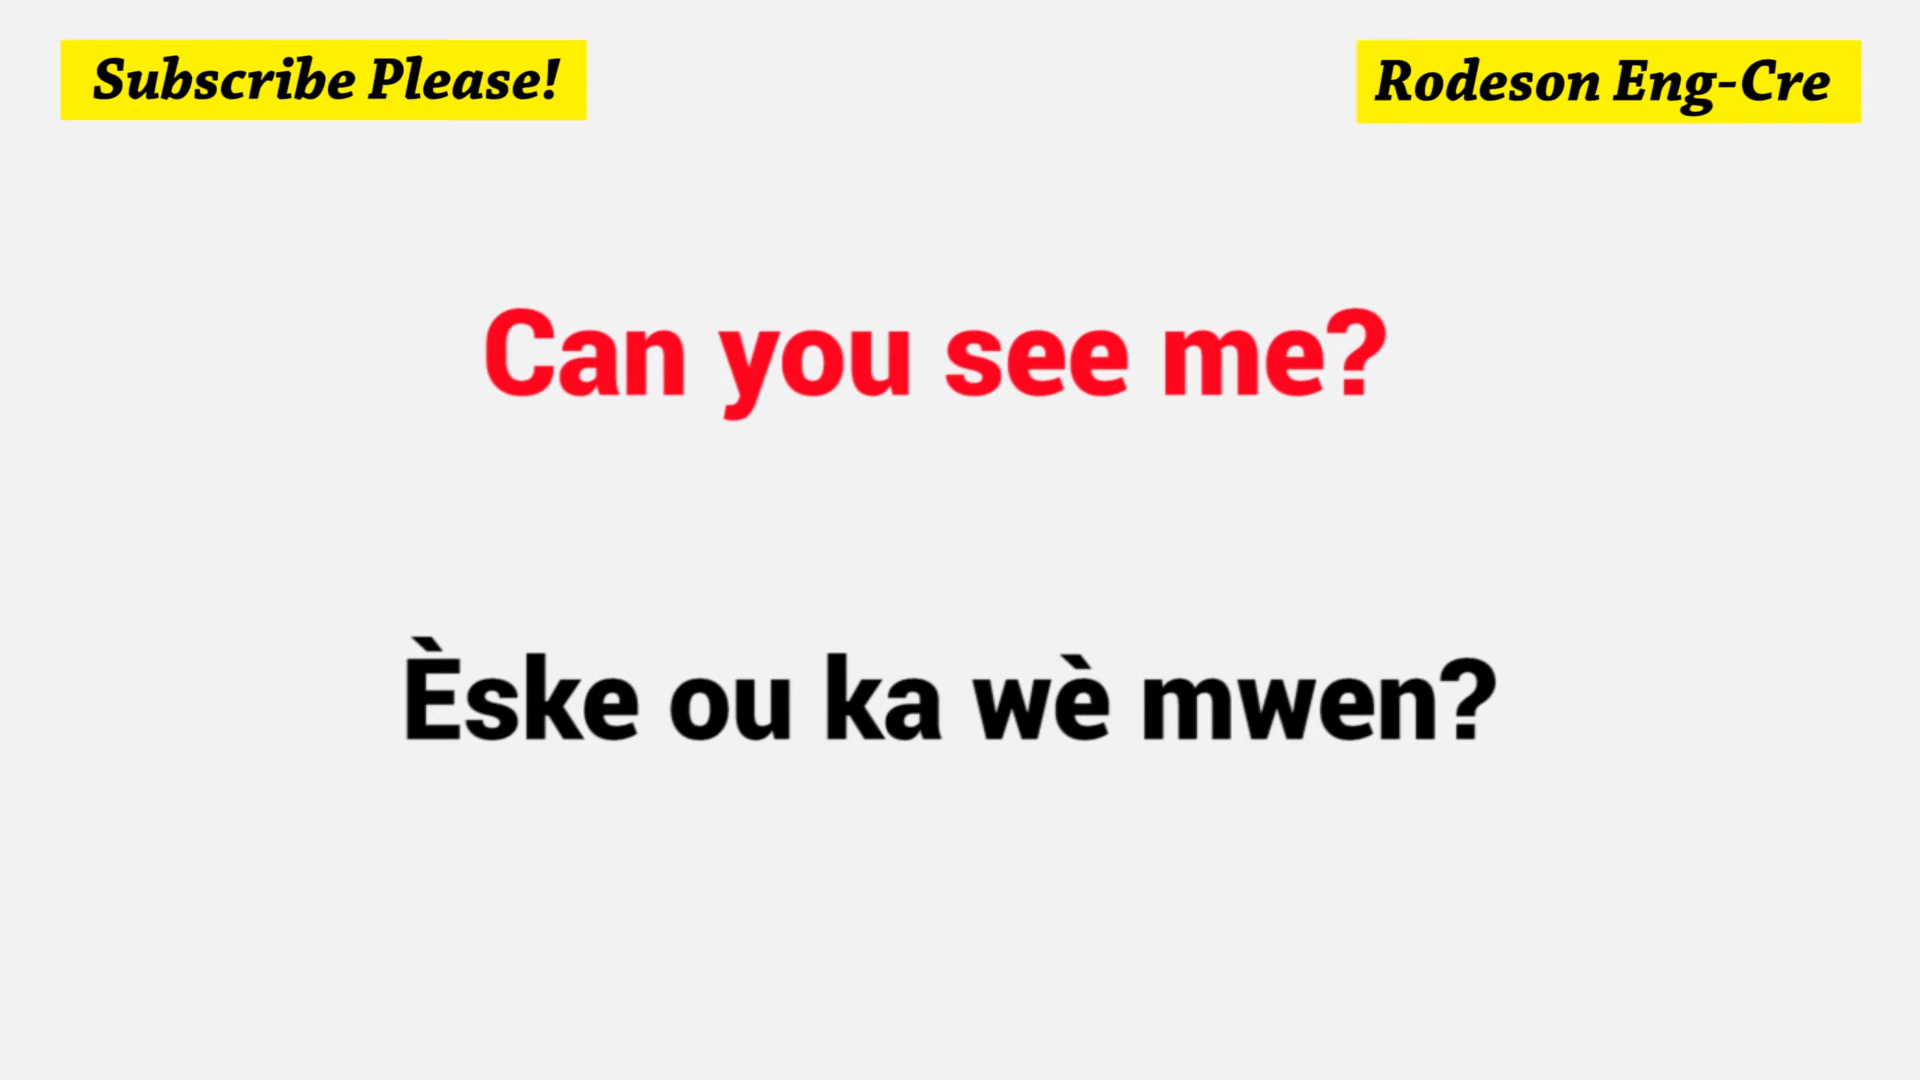 Subscribe Please!
Rodeson Eng-Cre
Can you see me?
Èske ou ka wè mwen?